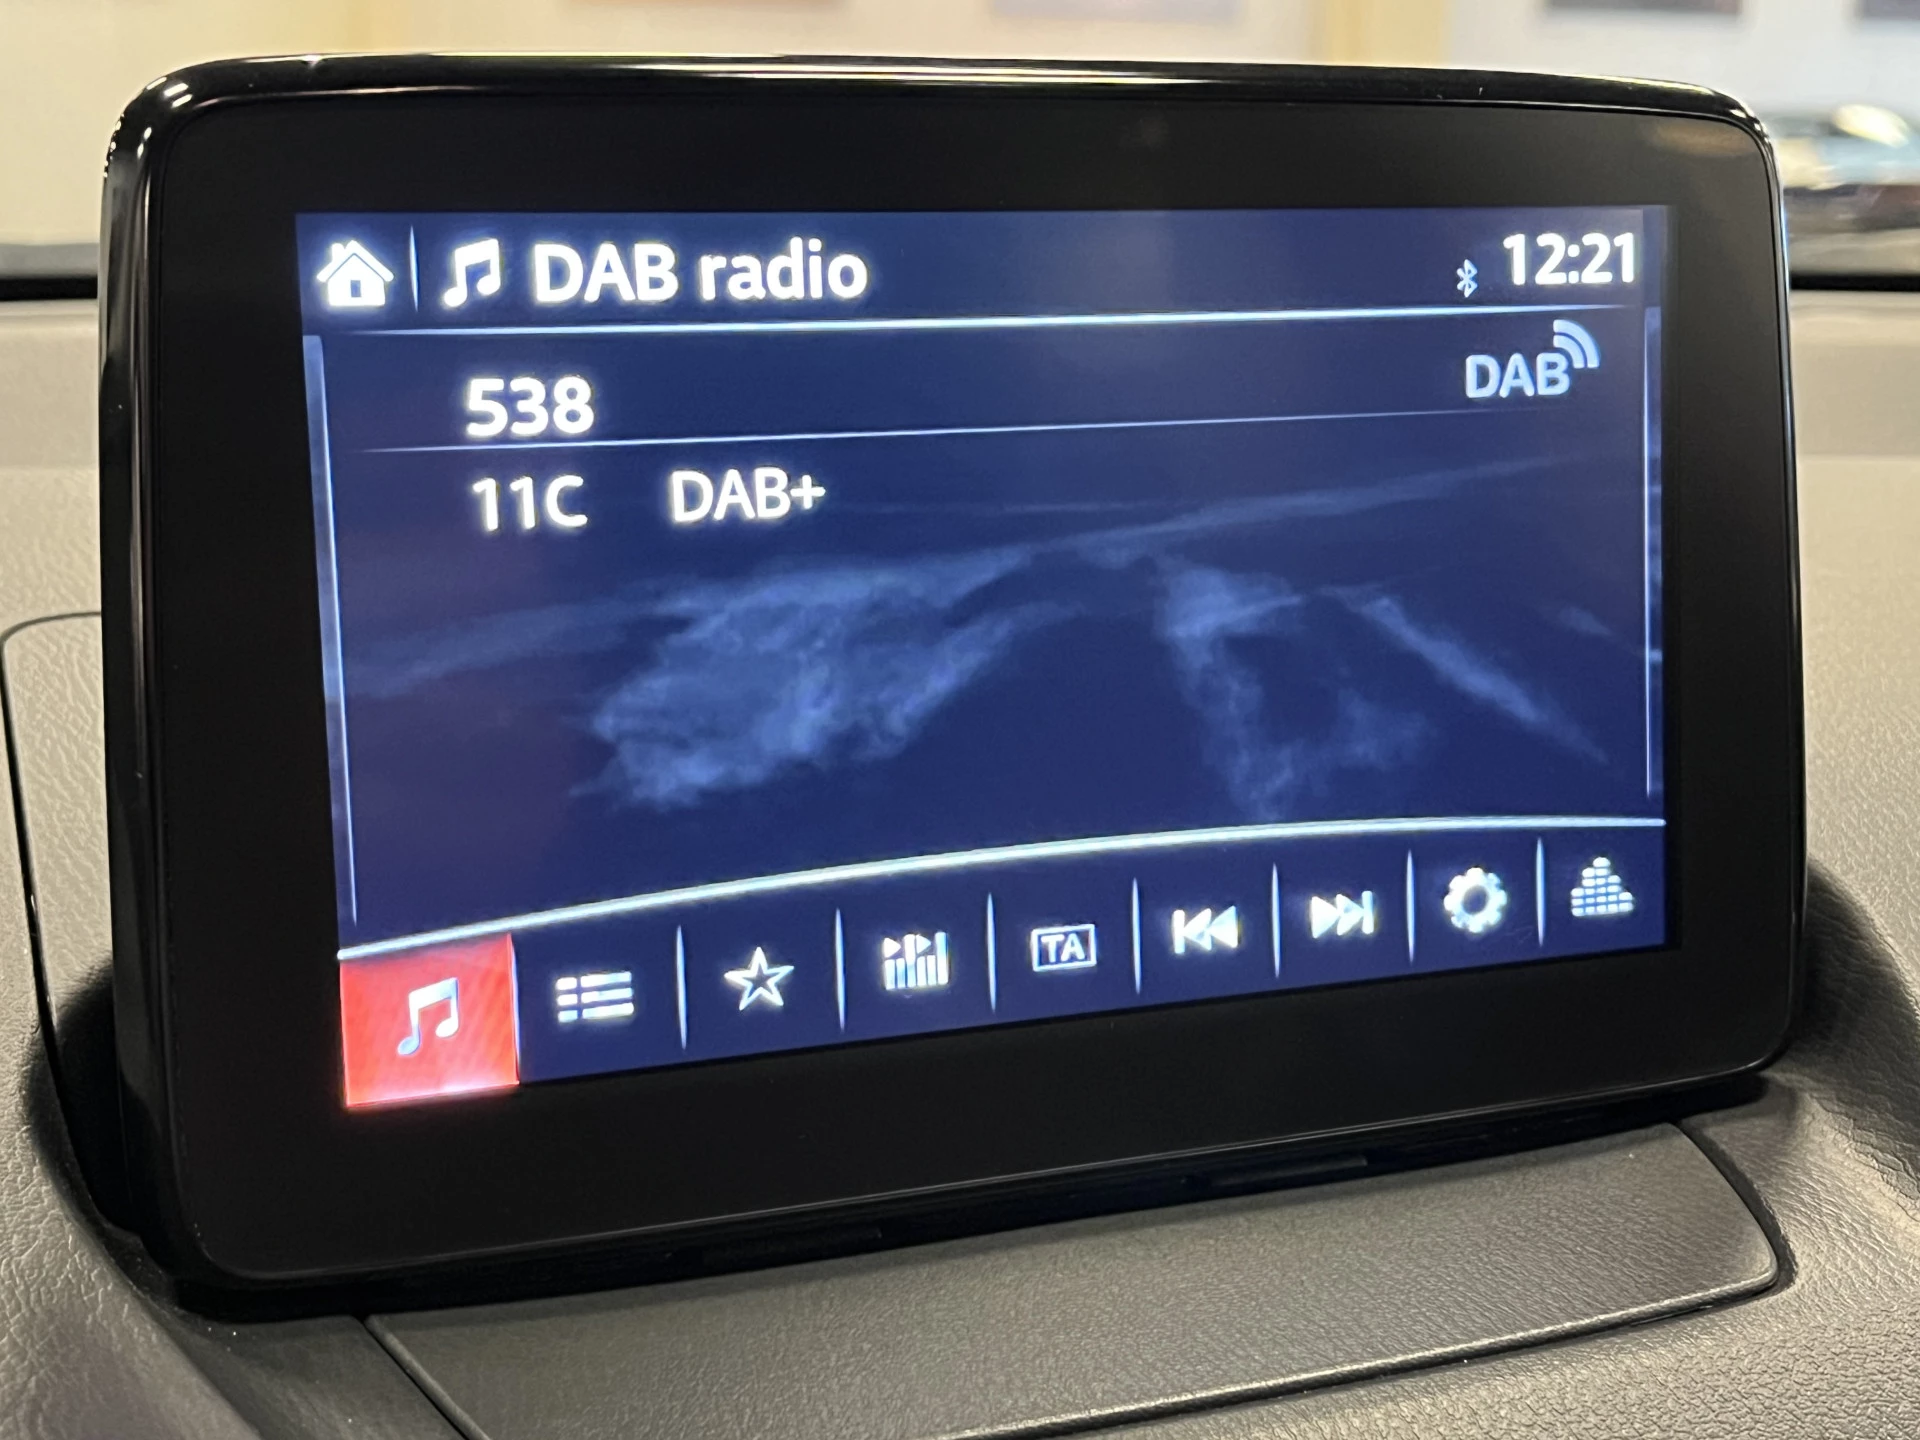 DAB radio 12:21
538 DAB
11C DAB+
TA